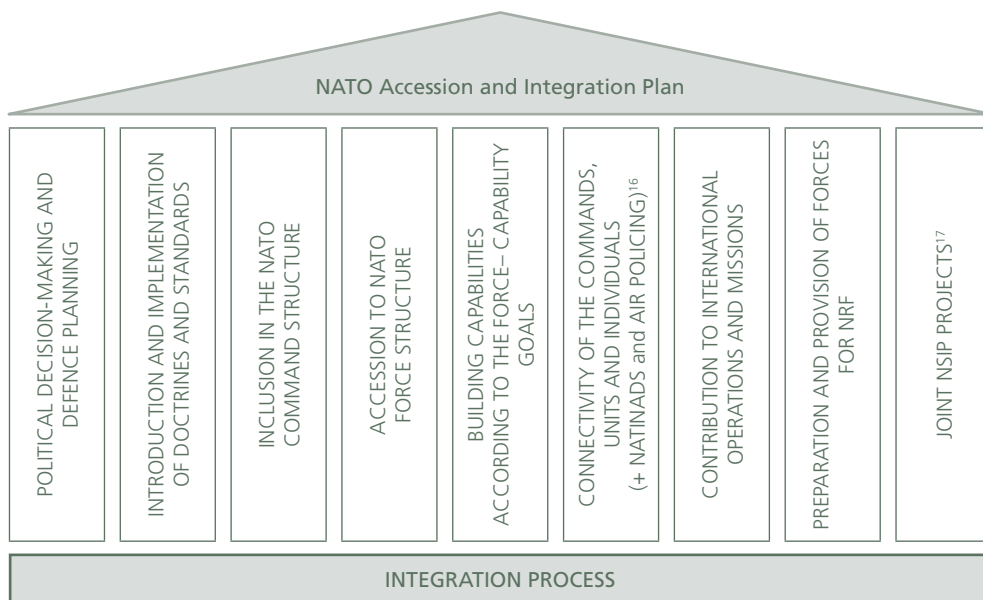 NATO Accession and Integration Plan
POLITICAL DECISION-MAKING AND
DEFENCE PLANNING
INTRODUCTION AND IMPLEMENTATION
OF DOCTRINES AND STANDARDS
INCLUSION IN THE NATO
COMMAND STRUCTURE
ACCESSION TO NATO
FORCE STRUCTURE
BUILDING CAPABILITIES
ACCORDING TO THE FORCE– CAPABILITY
GOALS
CONNECTIVITY OF THE COMMANDS,
UNITS AND INDIVIDUALS
(+ NATINADS and AIR POLICING)¹⁶
CONTRIBUTION TO INTERNATIONAL
OPERATIONS AND MISSIONS
PREPARATION AND PROVISION OF FORCES
FOR NRF
JOINT NSIP PROJECTS¹⁷
INTEGRATION PROCESS